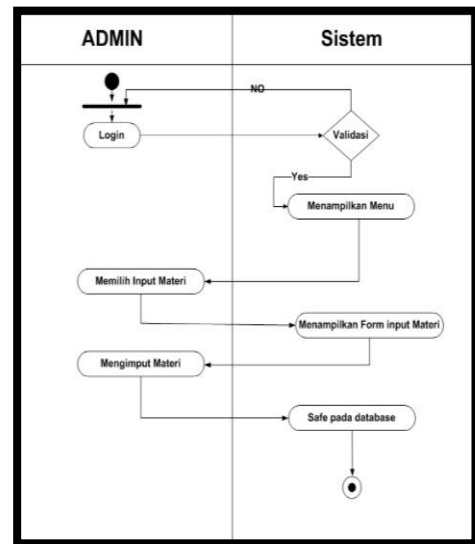 ADMIN
Sistem
NO
Login
Validasi
Yes
Menampilkan Menu
Memilih Input Materi
Menampilkan Form input Materi
Mengimput Materi
Safe pada database